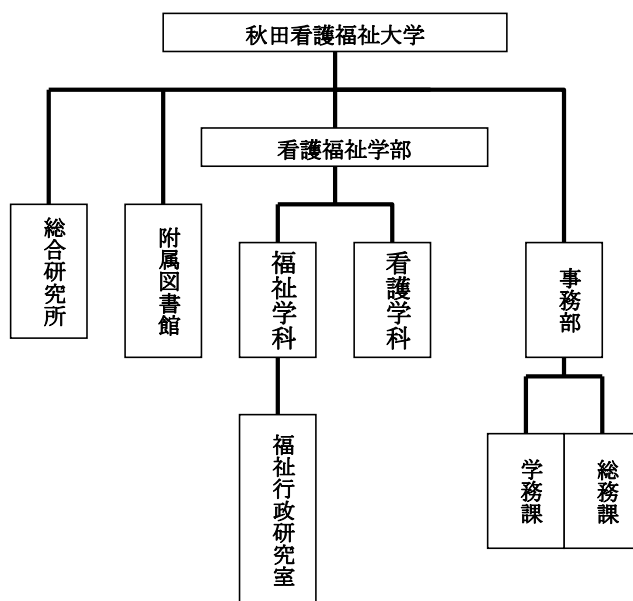 秋田看護福祉大学
看護福祉学部
総合研究所
附属図書館
福祉学科
看護学科
事務部
福祉行政研究室
学務課
総務課